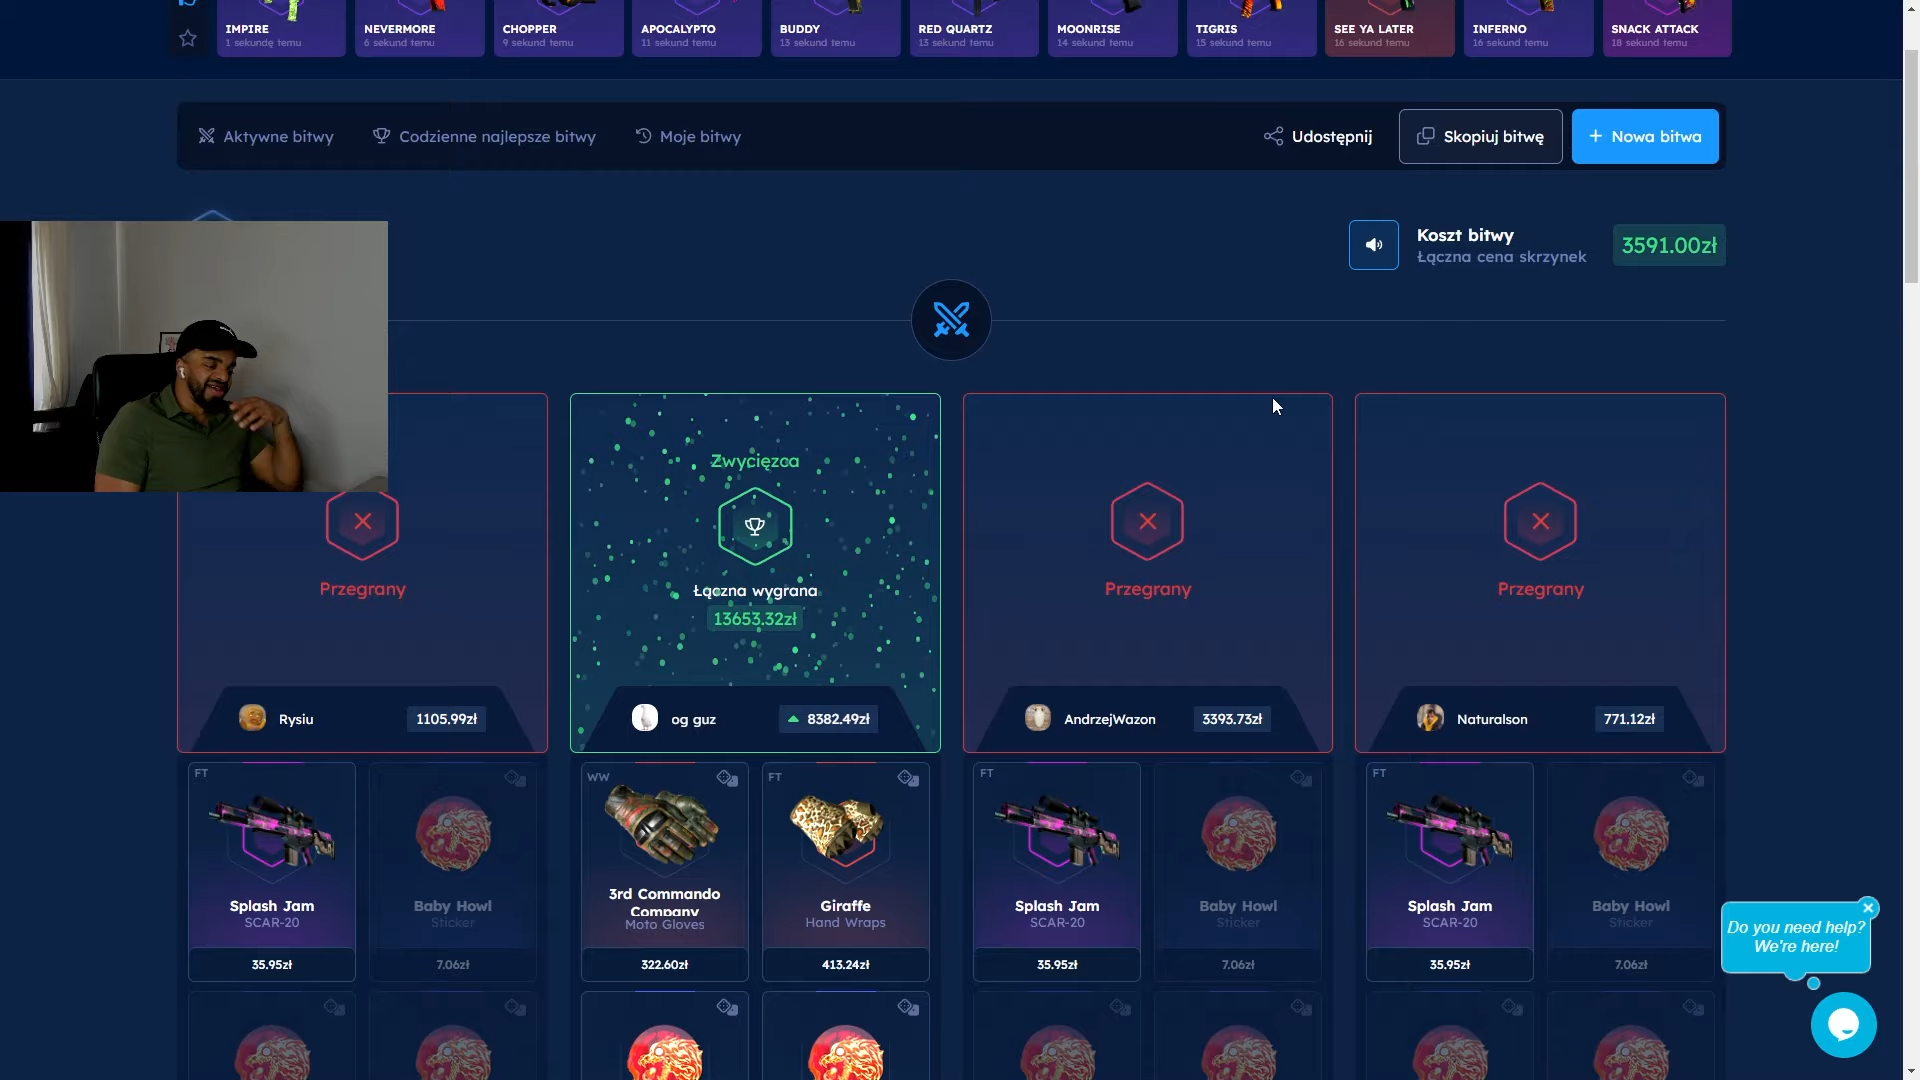 IMPIRE
1 sekundę temu
NEVERMORE
6 sekund temu
CHOPPER
9 sekund temu
APOCALYPTO
11 sekund temu
BUDDY
13 sekund temu
RED QUARTZ
13 sekund temu
MOONRISE
14 sekund temu
TIGRIS
15 sekund temu
SEE YA LATER
16 sekund temu
INFERNO
16 sekund temu
SNACK ATTACK
18 sekund temu
Aktywne bitwy
Codzienne najlepsze bitwy
Moje bitwy
Udostępnij
Skopiuj bitwę
+ Nowa bitwa
Koszt bitwy
Łączna cena skrzynek
3591.00zł
Przegrany
Rysiu
1105.99zł
Zwycięzca
Łączna wygrana
13653.32zł
og guz
8382.49zł
Przegrany
AndrzejWazon
3393.73zł
Przegrany
Naturalson
771.12zł
FT
Splash Jam
SCAR-20
35.95zł
Baby Howl
Sticker
7.06zł
WW
3rd Commando
Company
Moto Gloves
322.60zł
FT
Giraffe
Hand Wraps
413.24zł
FT
Splash Jam
SCAR-20
35.95zł
Baby Howl
Sticker
7.06zł
FT
Splash Jam
SCAR-20
35.95zł
Baby Howl
Sticker
7.06zł
Do you need help?
We're here!